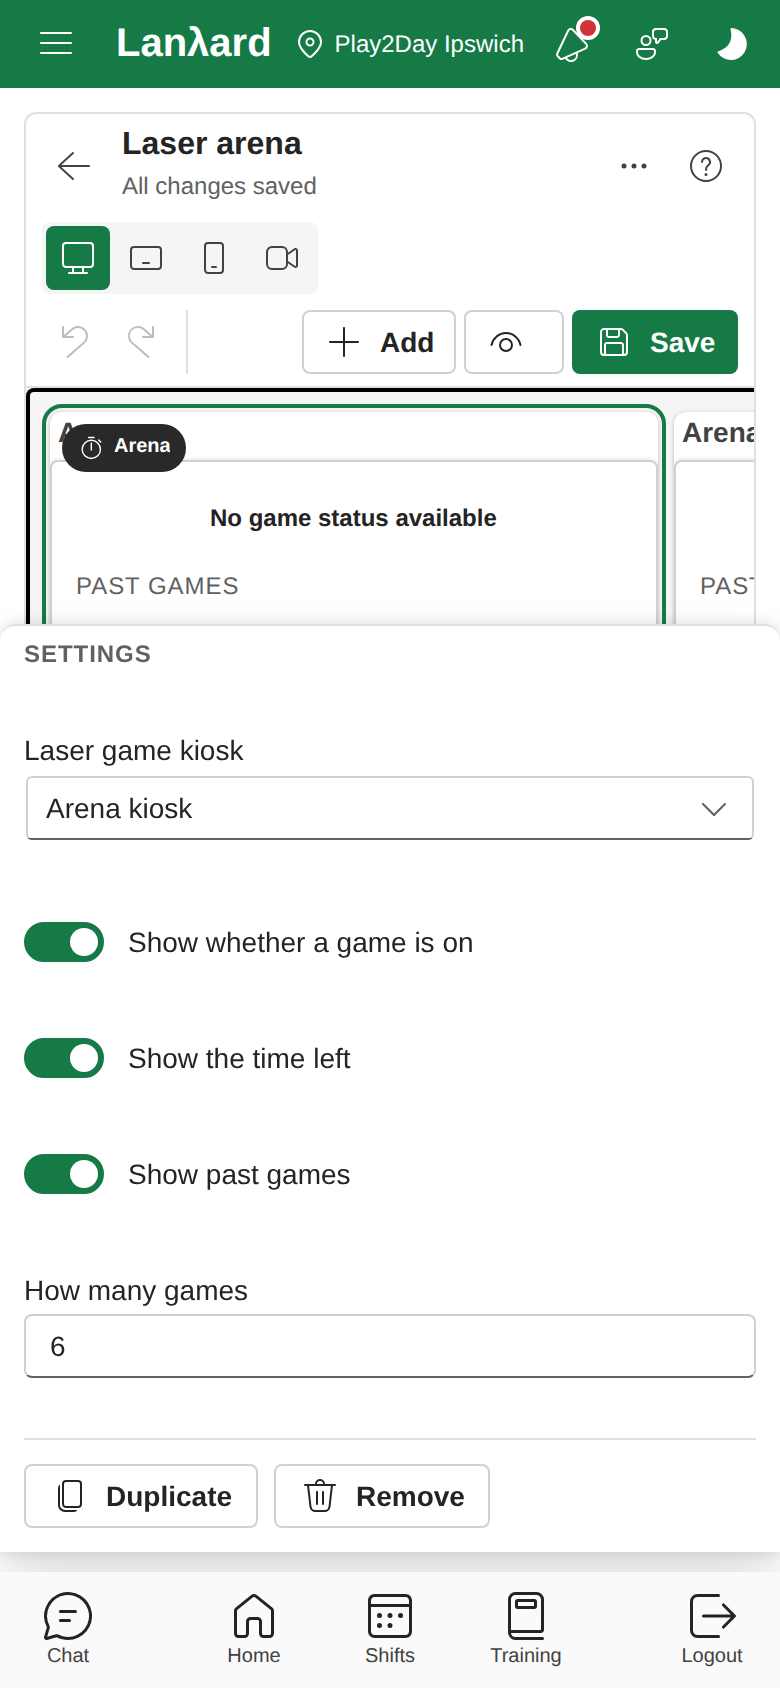 Lanλard
Play2Day Ipswich
Laser arena
All changes saved
Add
Save
Arena
Arena
No game status available
PAST GAMES
SETTINGS
Laser game kiosk
Arena kiosk
Show whether a game is on
Show the time left
Show past games
How many games
6
Duplicate
Remove
Chat
Home
Shifts
Training
Logout